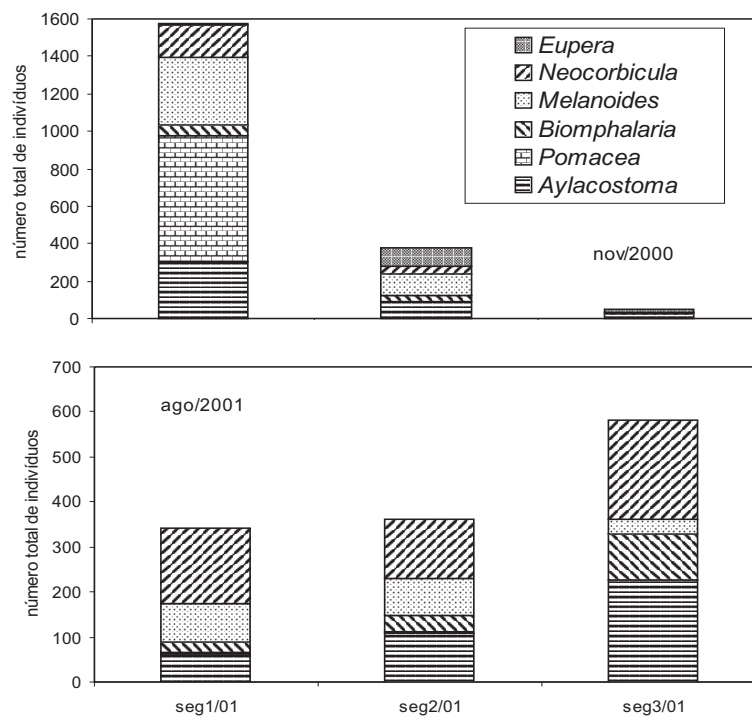 número total de indivíduos
1600
1400
1200
1000
800
600
400
200
0
Eupera
Neocorbicula
Melanoides
Biomphalaria
Pomacea
Aylacostoma
nov/2000
número total de indivíduos
700
600
500
400
300
200
100
0
ago/2001
seg1/01
seg2/01
seg3/01